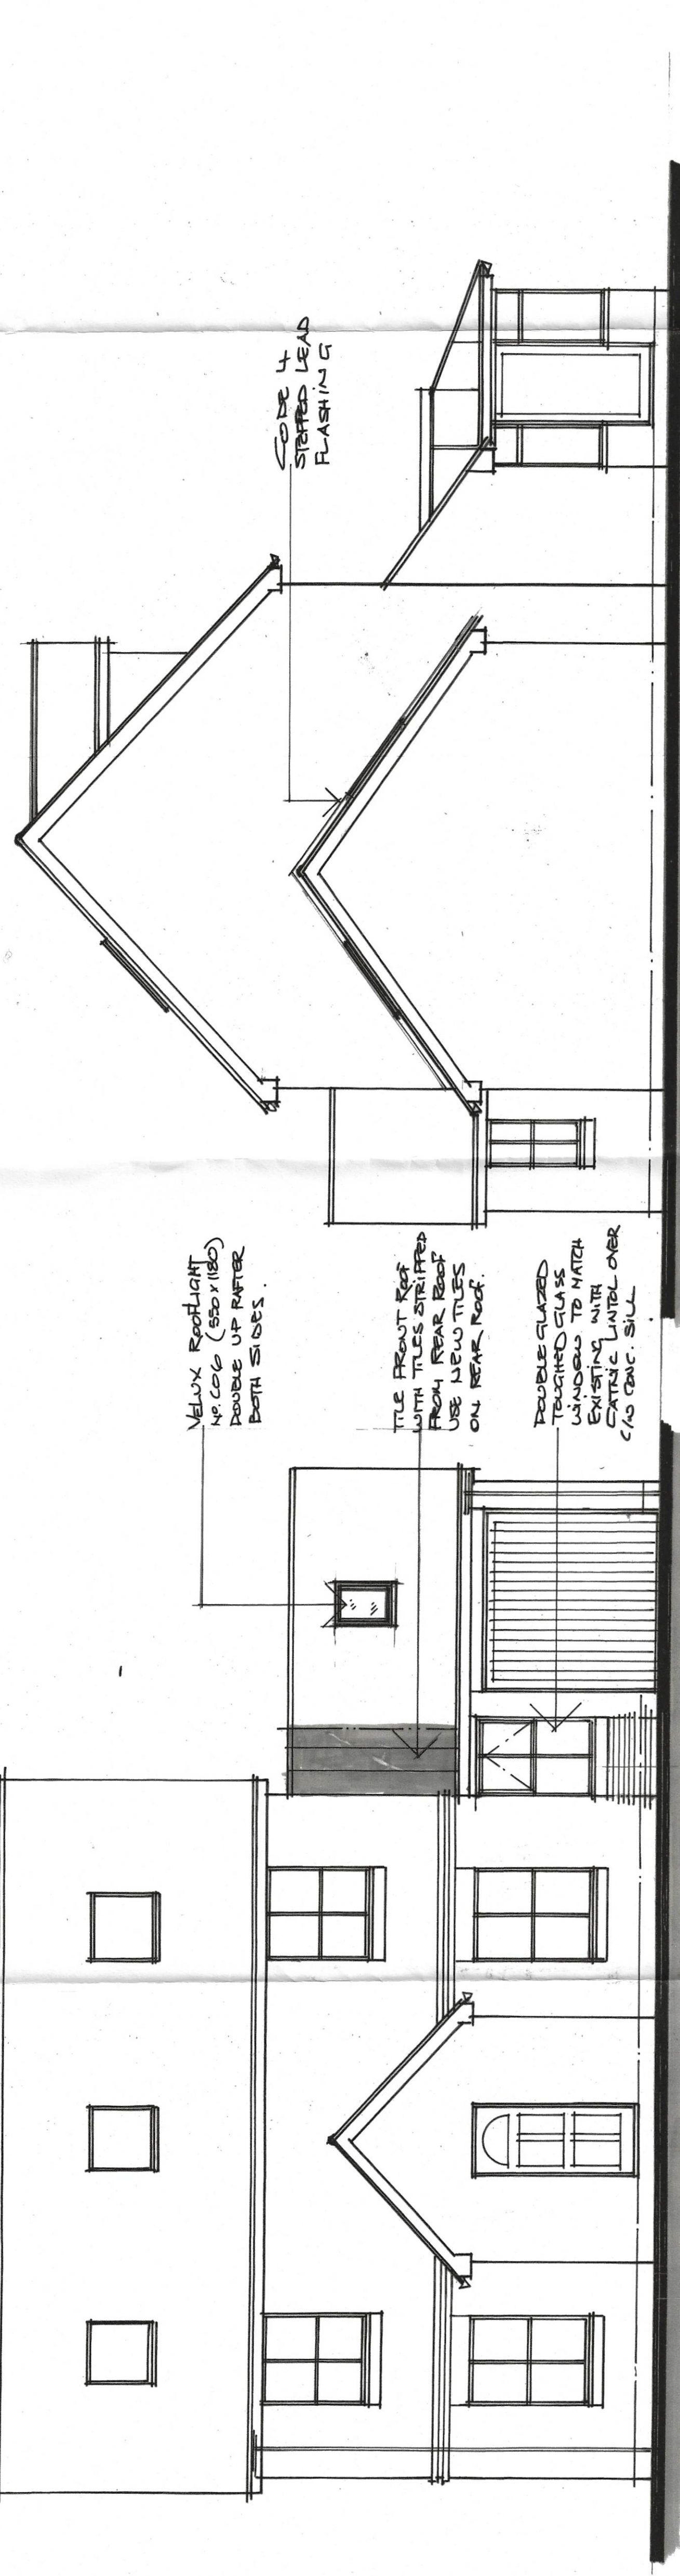 VELUX ROOFLIGHT
NO. C06 (550 X 1180)
DOUBLE UP RAFTER
BOTH SIDES.
TILE FRONT ROOF
WITH TILES STRIPPED
FROM REAR ROOF
USE NEW TILES
ON REAR ROOF.
DOUBLE GLAZED
TOUGHED GLASS
WINDOW TO MATCH
EXISTING WITH
CATNIC LINTOL OVER
C/W CONC. SILL
CODE 4
STEPPED LEAD
FLASHING